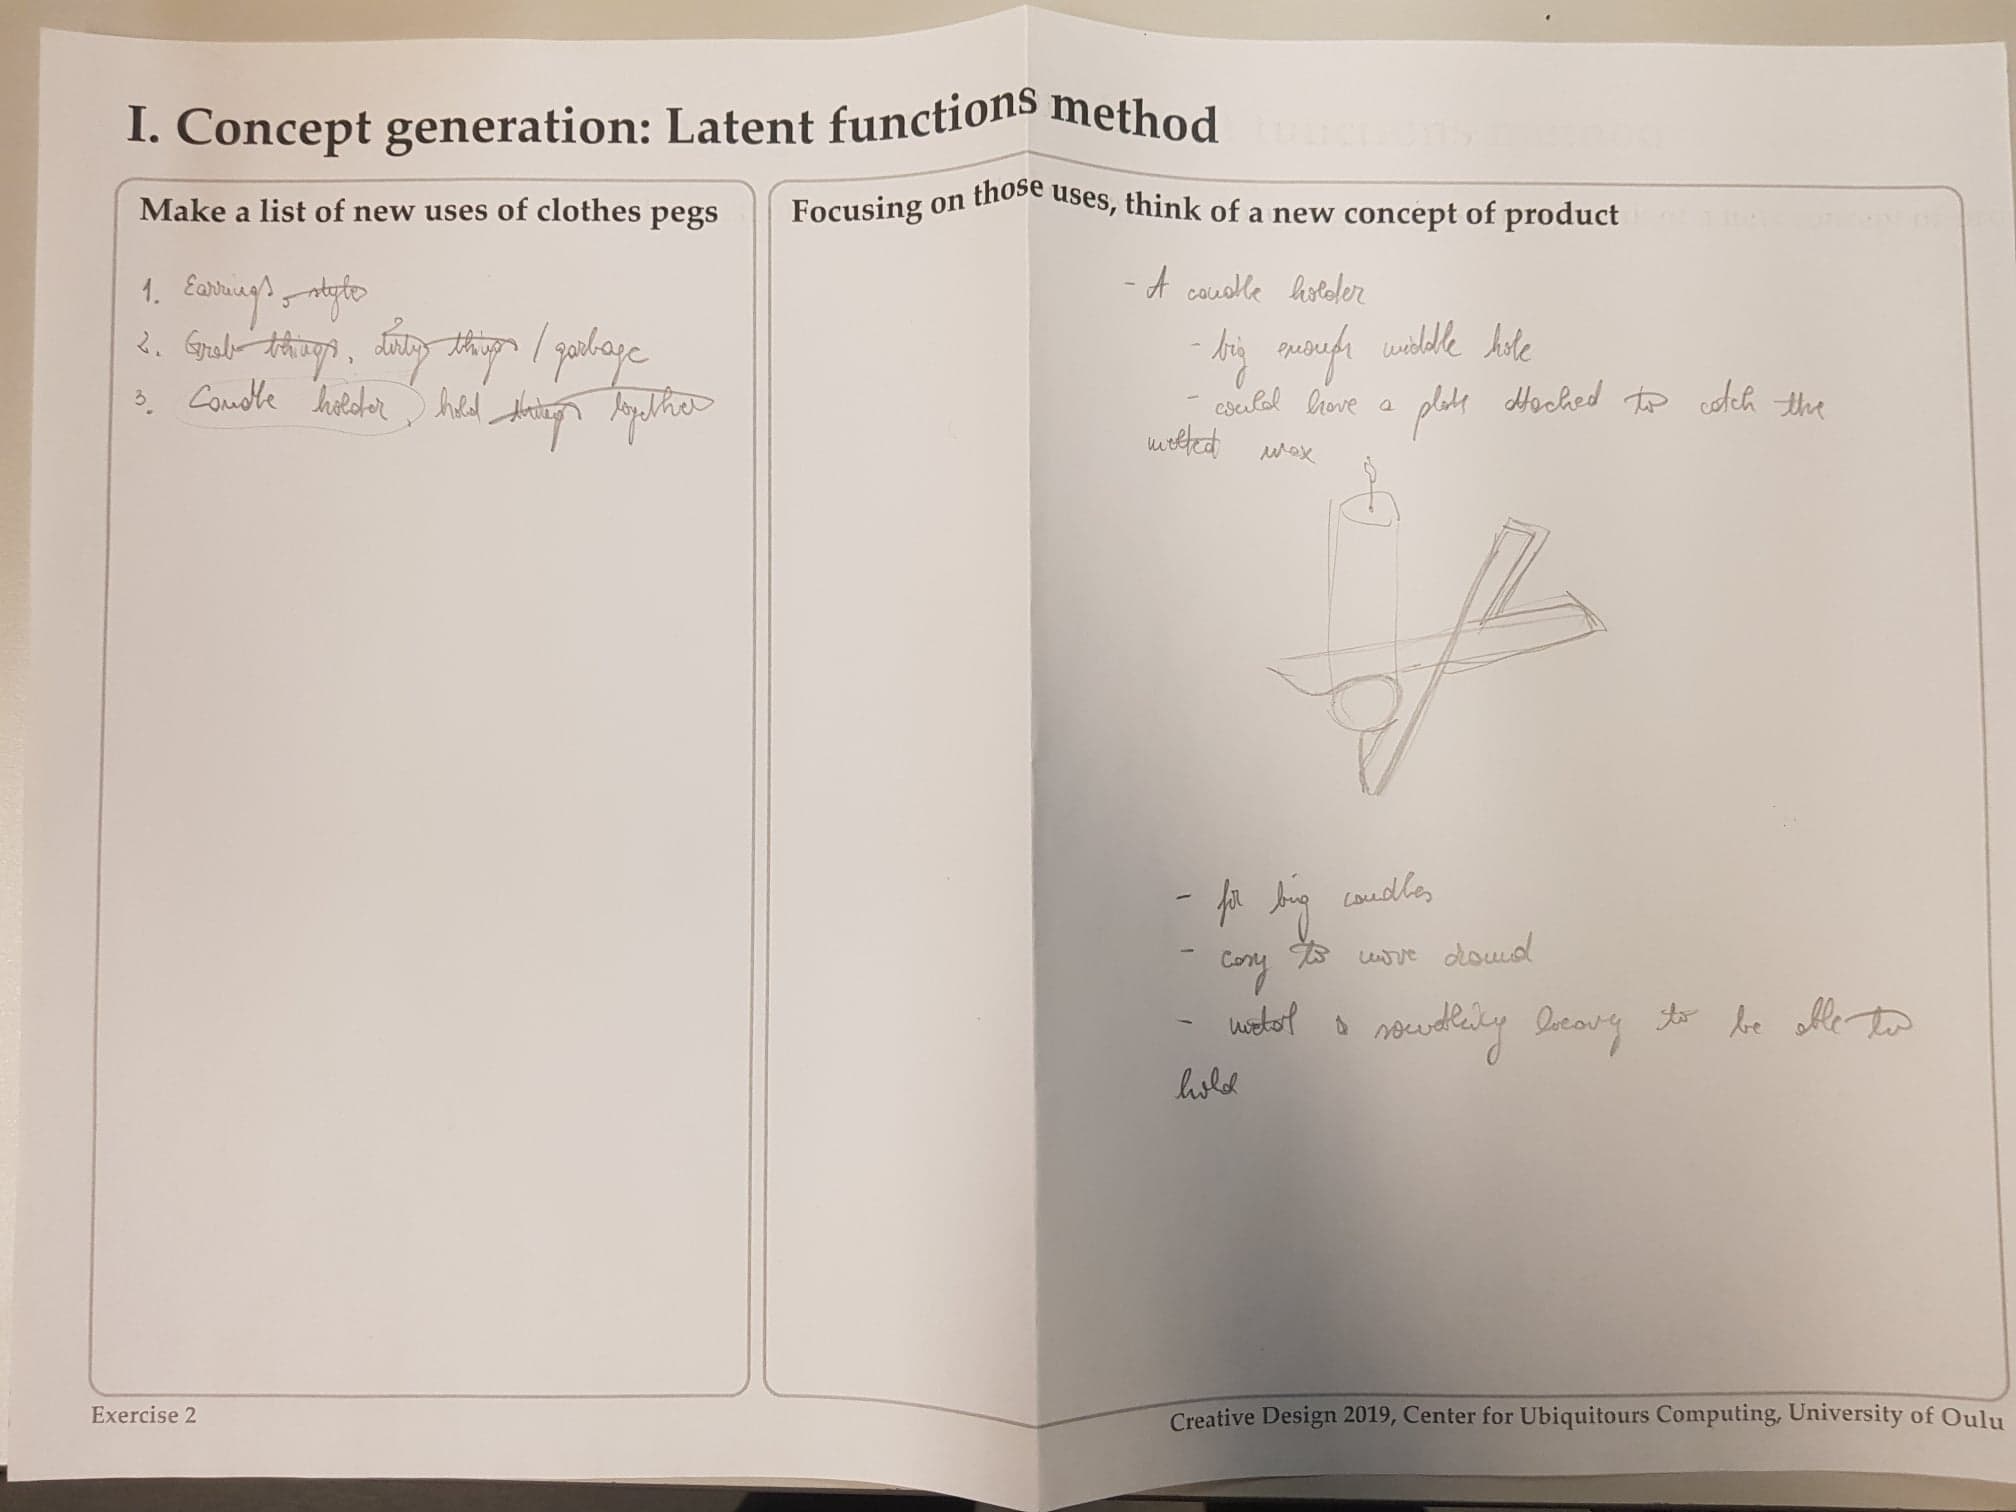 I. Concept generation: Latent functions method
Make a list of new uses of clothes pegs
1. Earrings, styles
2. Grab things, dirty things / garbage
3. Candle holder, hold things together
Focusing on those uses, think of a new concept of product
- A candle holder
- big enough middle hole
- could have a plate attached to catch the
melted wax
- for big candles
- easy to move around
- metal or something heavy to be able to
hold
Exercise 2
Creative Design 2019, Center for Ubiquitours Computing, University of Oulu